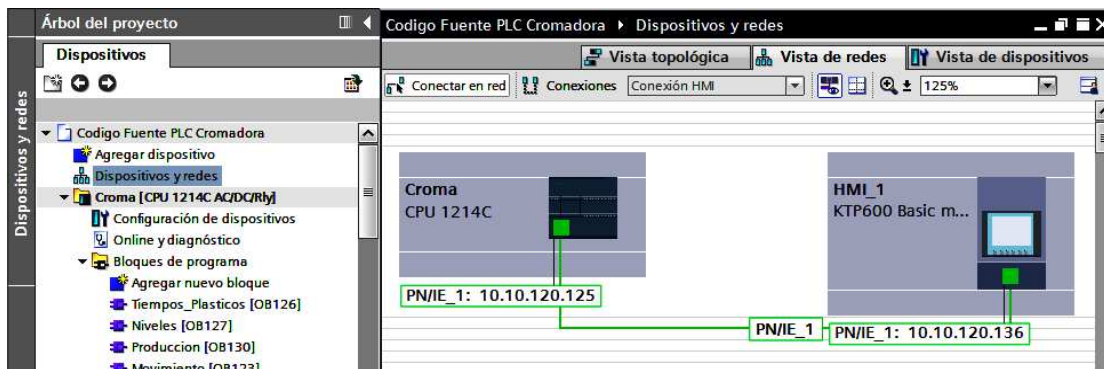 Árbol del proyecto
Codigo Fuente PLC Cromadora ▸ Dispositivos y redes
Dispositivos
Vista topológica
Vista de redes
Vista de dispositivos
Conectar en red
Conexiones
Conexión HMI
125%
Dispositivos y redes
Codigo Fuente PLC Cromadora
Agregar dispositivo
Dispositivos y redes
Croma [CPU 1214C AC/DC/Rly]
Configuración de dispositivos
Online y diagnóstico
Bloques de programa
Agregar nuevo bloque
Tiempos_Plasticos [OB126]
Niveles [OB127]
Produccion [OB130]
Movimiento [OB123]
Croma
CPU 1214C
HMI_1
KTP600 Basic m...
PN/IE_1: 10.10.120.125
PN/IE_1
PN/IE_1: 10.10.120.136